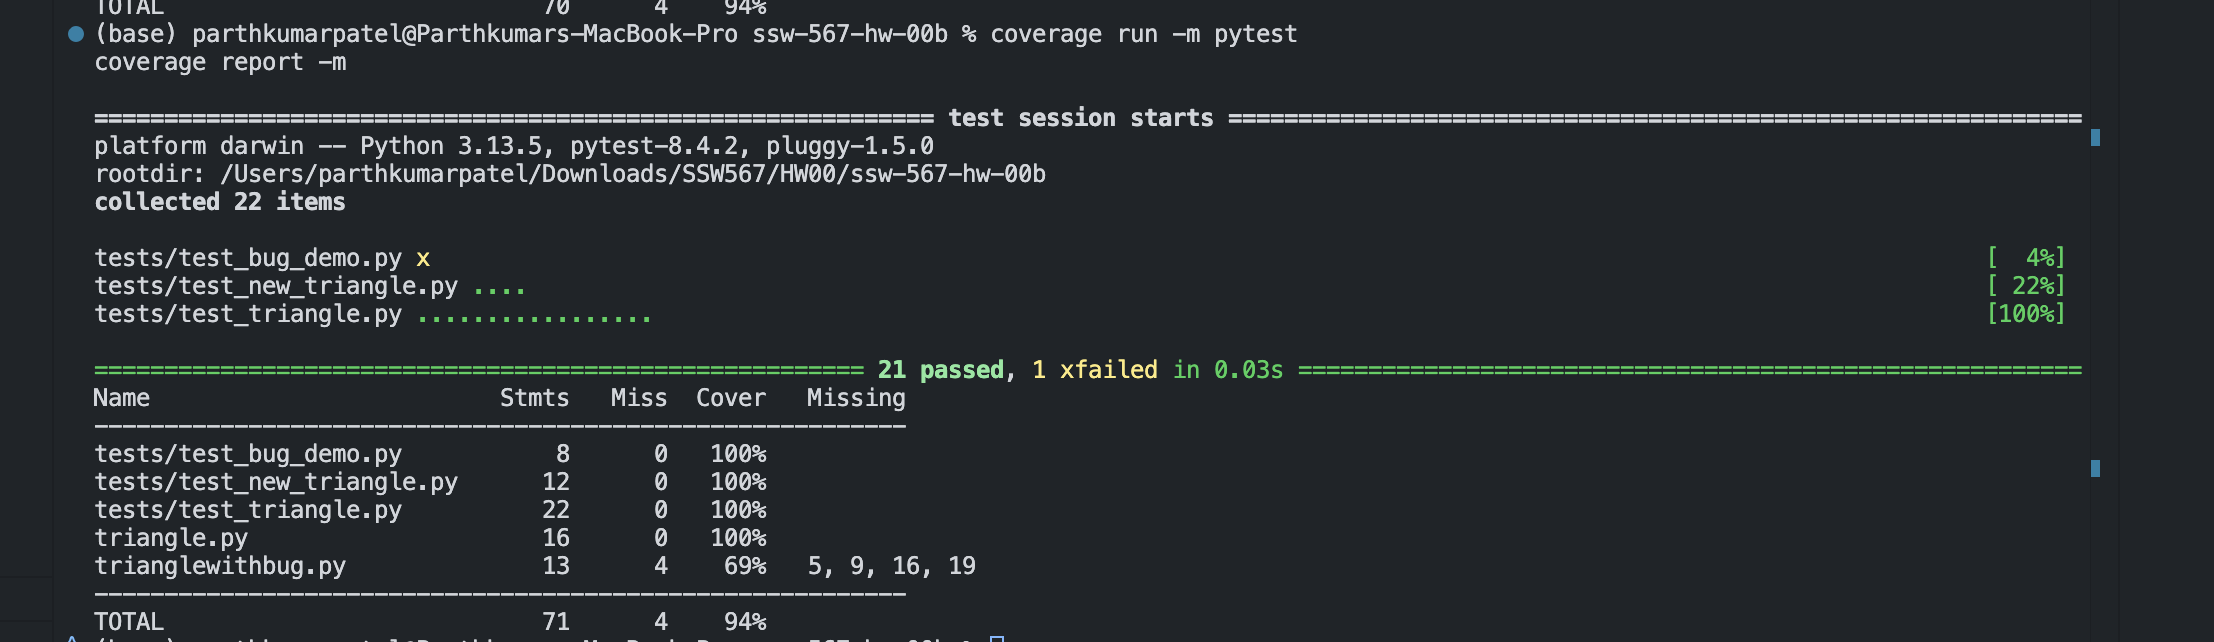 TOTAL 70 4 94%
(base) parthkumarpatel@Parthkumars-MacBook-Pro ssw-567-hw-00b % coverage run -m pytest
coverage report -m
============================================================ test session starts =============================================================
platform darwin -- Python 3.13.5, pytest-8.4.2, pluggy-1.5.0
rootdir: /Users/parthkumarpatel/Downloads/SSW567/HW00/ssw-567-hw-00b
collected 22 items
tests/test_bug_demo.py x [  4%]
tests/test_new_triangle.py .... [ 22%]
tests/test_triangle.py ................. [100%]
======================================================= 21 passed, 1 xfailed in 0.03s ========================================================
Name Stmts Miss Cover Missing
----------------------------------------------------------
tests/test_bug_demo.py 8 0 100%
tests/test_new_triangle.py 12 0 100%
tests/test_triangle.py 22 0 100%
triangle.py 16 0 100%
trianglewithbug.py 13 4 69% 5, 9, 16, 19
----------------------------------------------------------
TOTAL 71 4 94%